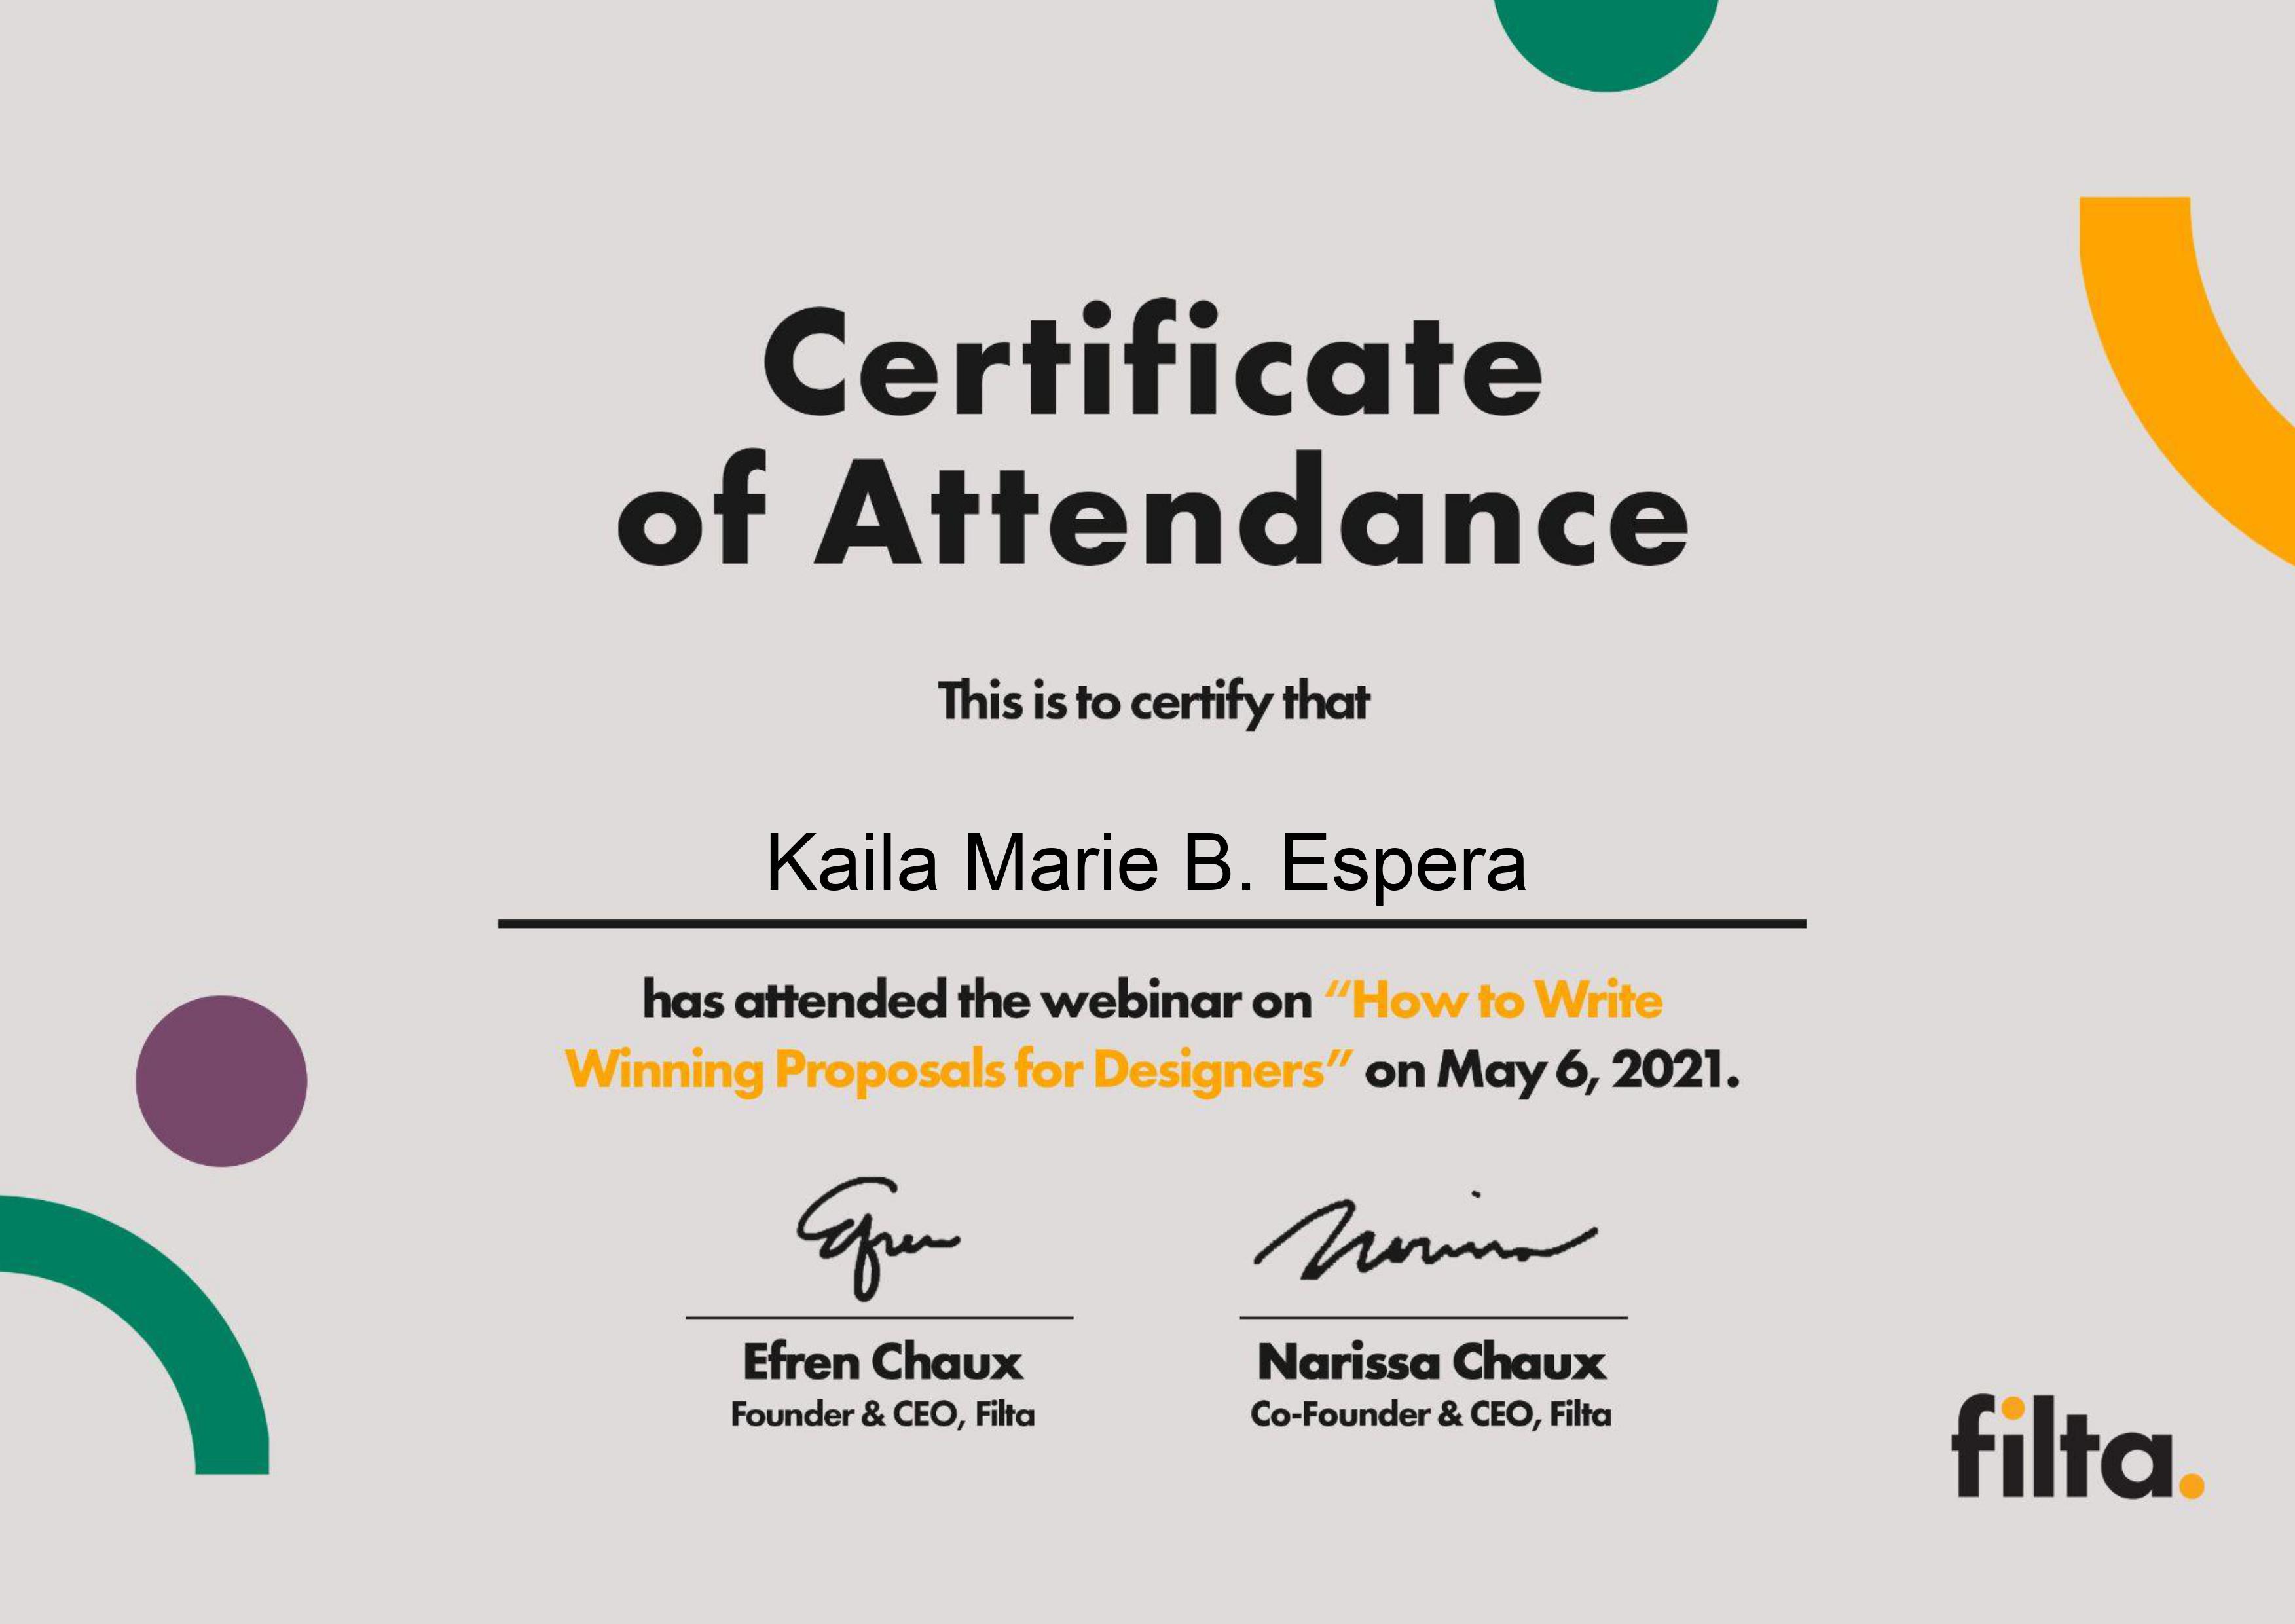 Certificate
of Attendance
This is to certify that
Kaila Marie B. Espera
has attended the webinar on “How to Write
Winning Proposals for Designers” on May 6, 2021.
Efren
Efren Chaux
Founder & CEO, Filta
Narissa Chaux
Co-Founder & CEO, Filta
filta.